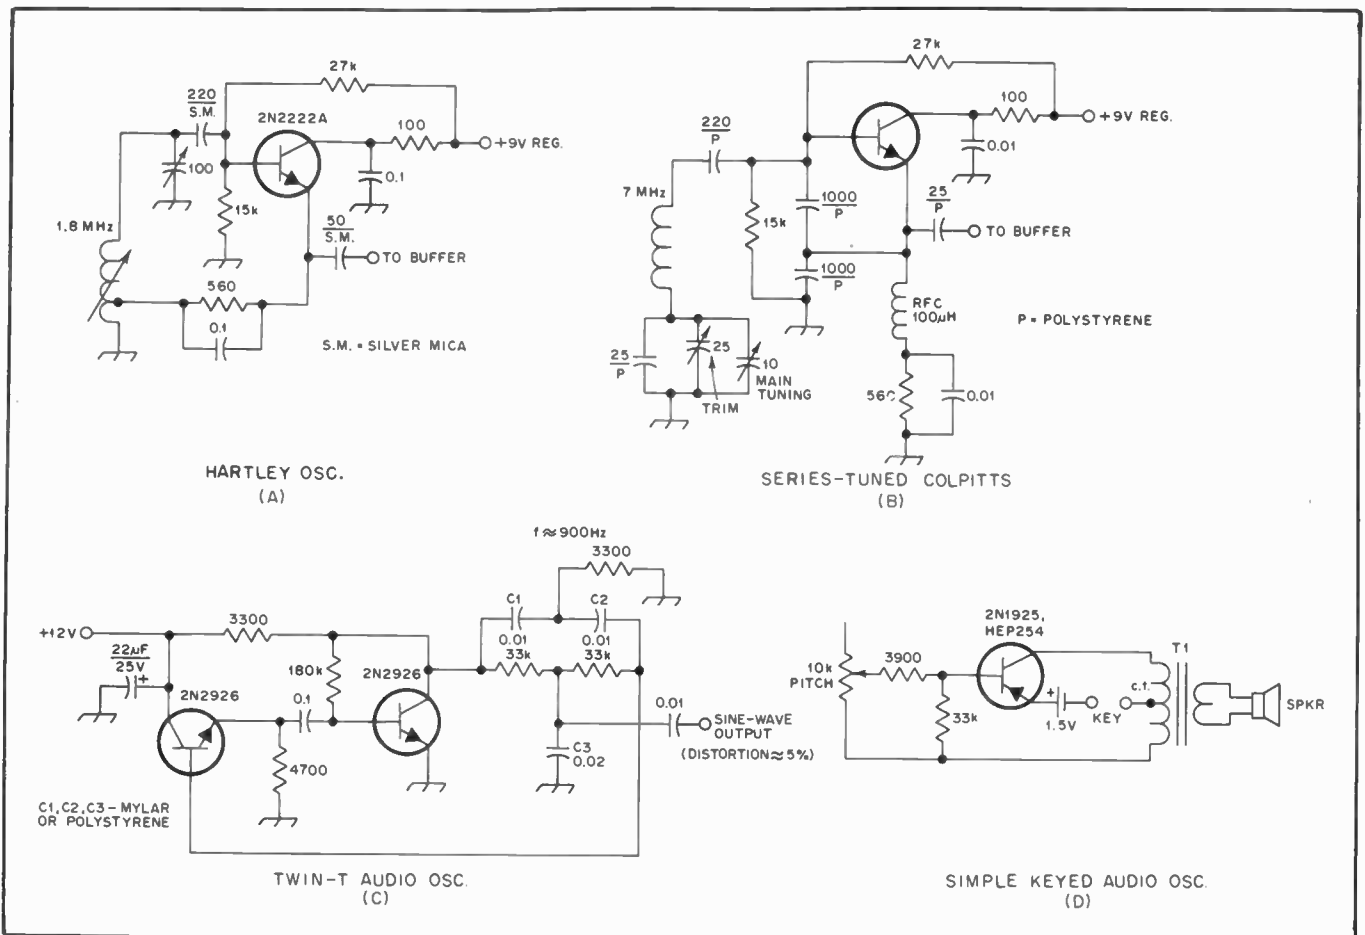 27k
220
S.M.
2N2222A
100
+9V REG.
100
0.1
1.8 MHz
15k
50
S.M.
TO BUFFER
560
0.1
S.M. = SILVER MICA
HARTLEY OSC.
(A)
27k
100
+9V REG.
220
P
0.01
7 MHz
15k
1000
P
25
P
TO BUFFER
1000
P
RFC
100µH
P = POLYSTYRENE
25
P
25
10
MAIN
TUNING
TRIM
560
0.01
SERIES-TUNED COLPITTS
(B)
f≈900Hz
3300
C1
C2
+12V
3300
0.01
0.01
22µF
25V
+
180k
2N2926
33k
33k
2N2926
0.1
0.01
SINE-WAVE
OUTPUT
(DISTORTION≈5%)
4700
C3
0.02
C1,C2,C3-MYLAR
OR POLYSTYRENE
TWIN-T AUDIO OSC.
(C)
2N1925,
HEP254
T1
10k
PITCH
3900
+
c.t.
SPKR
33k
1.5V
KEY
SIMPLE KEYED AUDIO OSC.
(D)